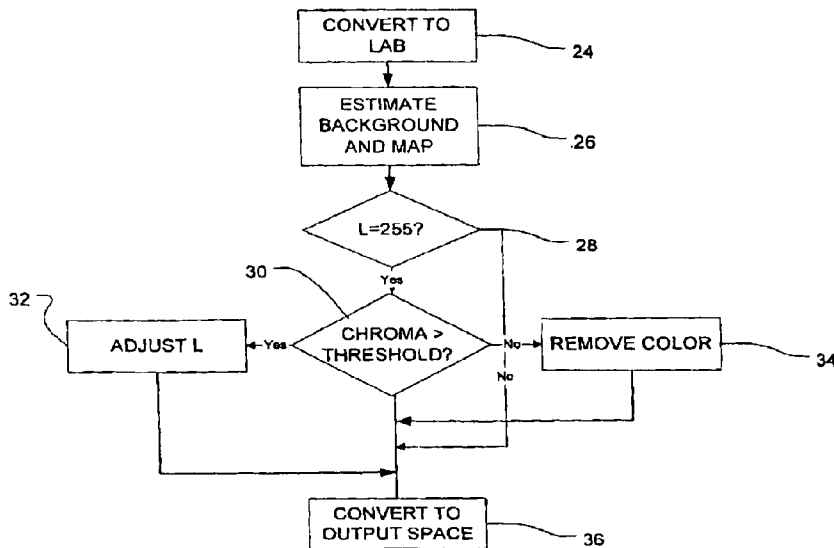 CONVERT TO
LAB
24
ESTIMATE
BACKGROUND
AND MAP
26
L=255?
28
Yes
30
32
ADJUST L
Yes
CHROMA >
THRESHOLD?
No
REMOVE COLOR
34
No
CONVERT TO
OUTPUT SPACE
36